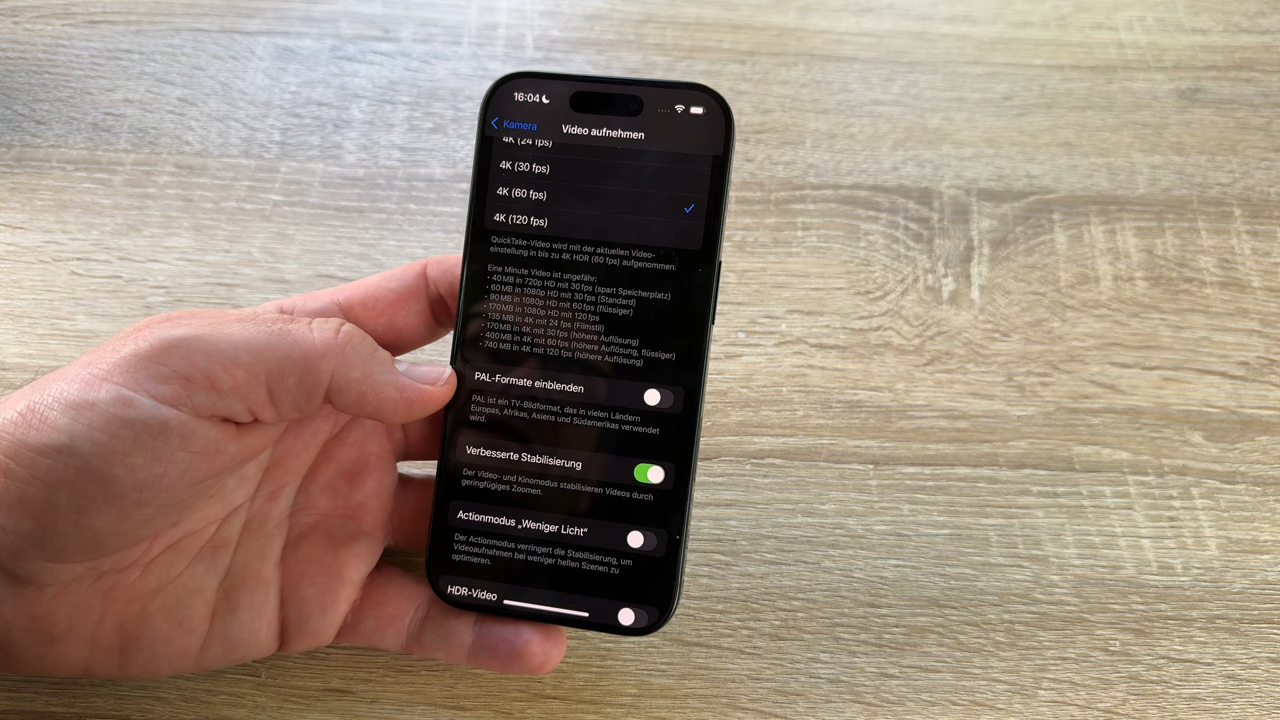 16:04
Kamera
Video aufnehmen
4K (24 fps)
4K (30 fps)
4K (60 fps)
4K (120 fps)
QuickTake-Video wird mit der aktuellen Video-
einstellung in bis zu 4K HDR (60 fps) aufgenommen:
Eine Minute Video ist ungefähr:
• 40 MB in 720p HD mit 30 fps (spart Speicherplatz)
• 60 MB in 1080p HD mit 30 fps (Standard)
• 90 MB in 1080p HD mit 60 fps (flüssiger)
• 170 MB in 1080p HD mit 120 fps
• 135 MB in 4K mit 24 fps (Filmstil)
• 170 MB in 4K mit 30 fps (höhere Auflösung)
• 400 MB in 4K mit 60 fps (höhere Auflösung, flüssiger)
• 740 MB in 4K mit 120 fps (höhere Auflösung)
PAL-Formate einblenden
PAL ist ein TV-Bildformat, das in vielen Ländern
Europas, Afrikas, Asiens und Südamerikas verwendet
wird.
Verbesserte Stabilisierung
Der Video- und Kinomodus stabilisieren Videos durch
geringfügiges Zoomen.
Actionmodus „Weniger Licht“
Der Actionmodus verringert die Stabilisierung, um
Videoaufnahmen bei weniger hellen Szenen zu
optimieren.
HDR-Video